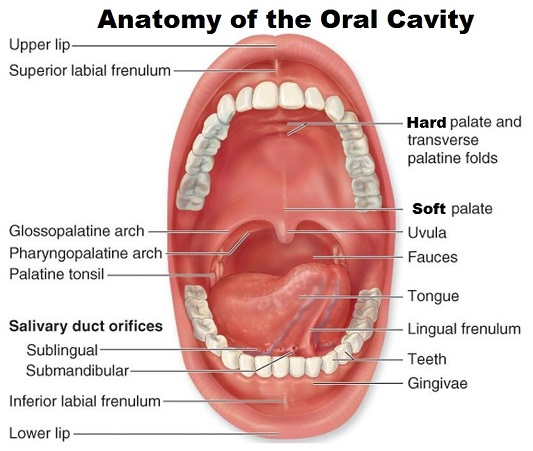 Anatomy of the Oral Cavity
Upper lip
Superior labial frenulum
Glossopalatine arch
Pharyngopalatine arch
Palatine tonsil
Salivary duct orifices
Sublingual
Submandibular
Inferior labial frenulum
Lower lip
Hard palate and
transverse
palatine folds
Soft palate
Uvula
Fauces
Tongue
Lingual frenulum
Teeth
Gingivae